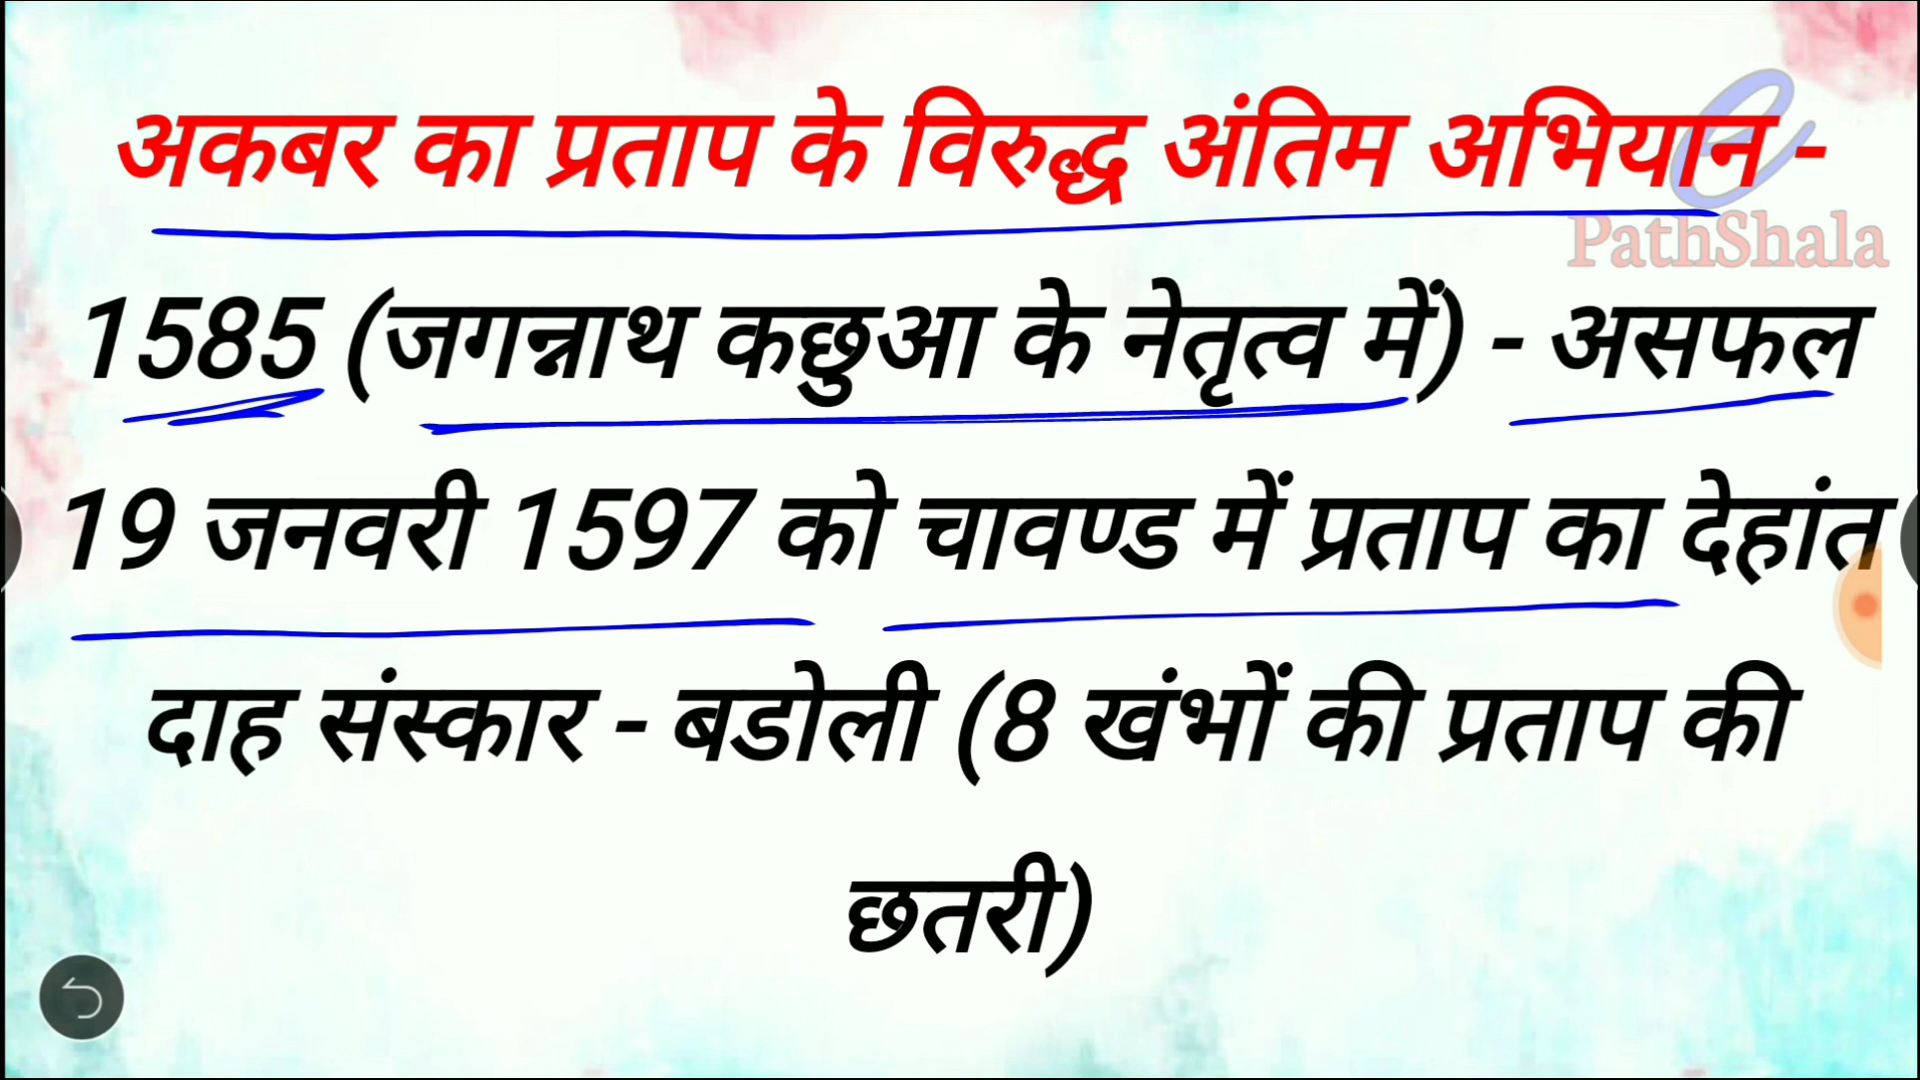 अकबर का प्रताप के विरुद्ध अंतिम अभियान -
e
PathShala
1585 (जगन्नाथ कछुआ के नेतृत्व में) - असफल
19 जनवरी 1597 को चावण्ड में प्रताप का देहांत
दाह संस्कार - बडोली (8 खंभों की प्रताप की
छतरी)